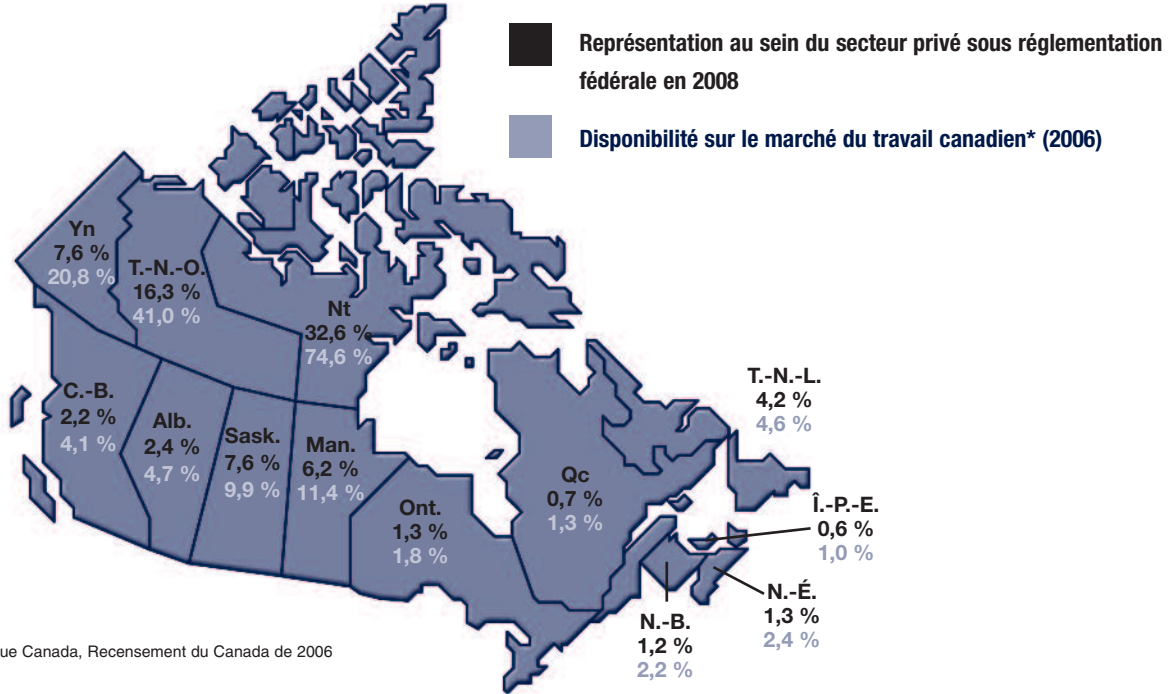 Représentation au sein du secteur privé sous réglementation
fédérale en 2008
Disponibilité sur le marché du travail canadien* (2006)
Yn
7,6 %
20,8 %
T.-N.-O.
16,3 %
41,0 %
Nt
32,6 %
74,6 %
C.-B.
2,2 %
4,1 %
Alb.
2,4 %
4,7 %
Sask.
7,6 %
9,9 %
Man.
6,2 %
11,4 %
Ont.
1,3 %
1,8 %
Qc
0,7 %
1,3 %
T.-N.-L.
4,2 %
4,6 %
Î.-P.-E.
0,6 %
1,0 %
N.-É.
1,3 %
2,4 %
N.-B.
1,2 %
2,2 %
ue Canada, Recensement du Canada de 2006